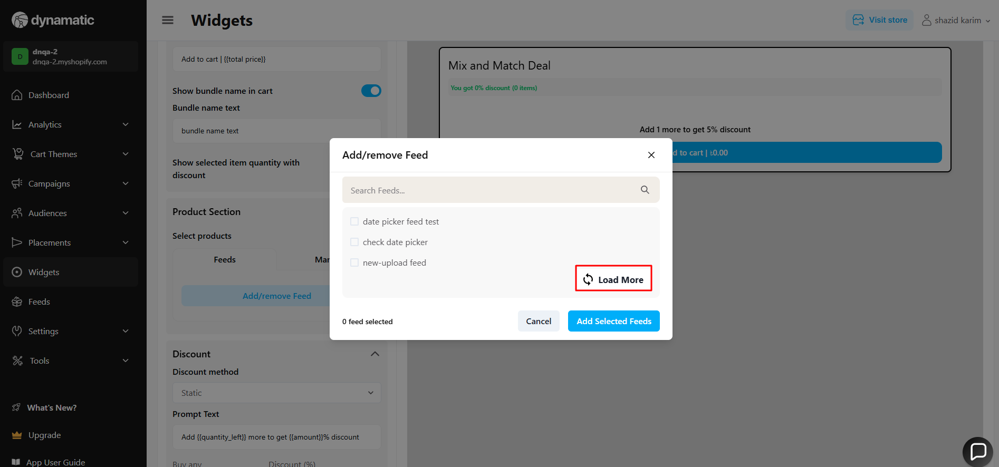 dynamatic
D
dnqa-2
dnqa-2.myshopify.com
Dashboard
Analytics
Cart Themes
Campaigns
Audiences
Placements
Widgets
Feeds
Settings
Tools
What's New?
Upgrade
App User Guide
Widgets
Visit store
shazid karim
Add to cart | {{total price}}
Show bundle name in cart
Bundle name text
bundle name text
Show selected item quantity with
discount
Product Section
Select products
Feeds
Mar
Add/remove Feed
Discount
Discount method
Static
Prompt Text
Add {{quantity_left}} more to get {{amount}}% discount
Buy any
Discount (%)
Mix and Match Deal
You got 0% discount (0 items)
Add 1 more to get 5% discount
d to cart | ৳0.00
Add/remove Feed
Search Feeds...
date picker feed test
check date picker
new-upload feed
Load More
0 feed selected
Cancel
Add Selected Feeds